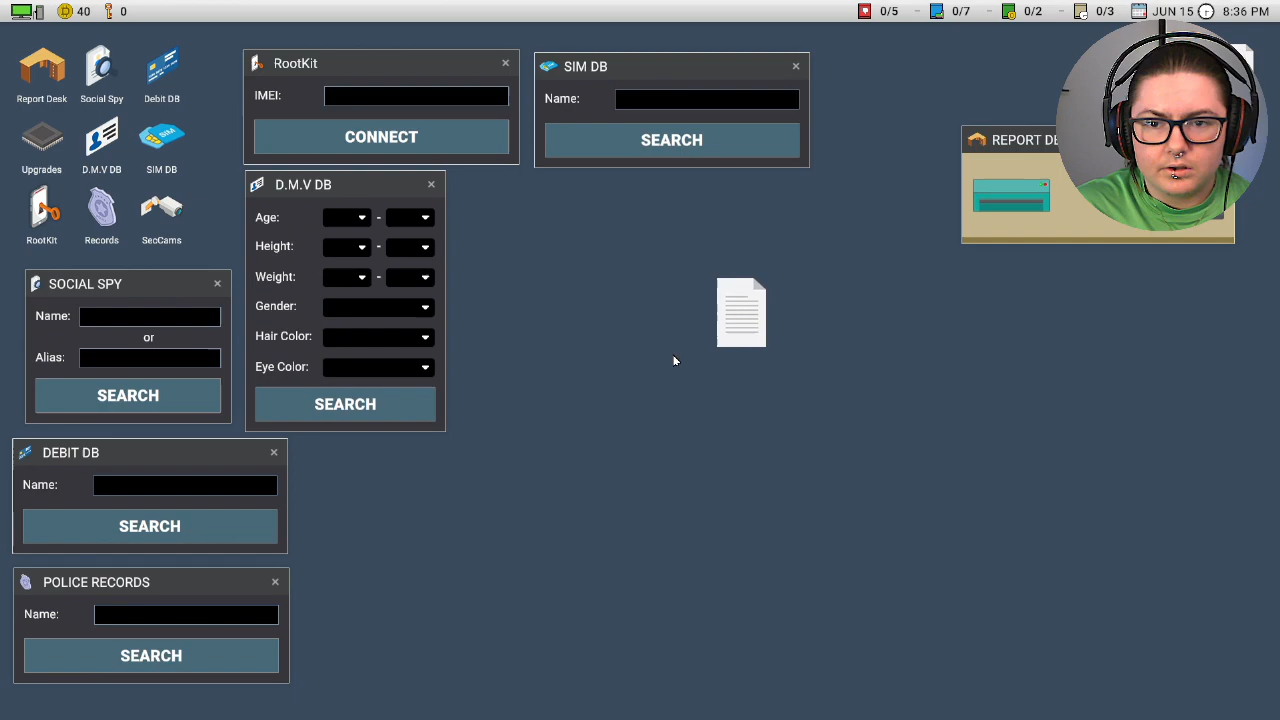 40
0
0/5
0/7
0/2
0/3
JUN 15
8:36 PM
Report Desk
Social Spy
Debit DB
Upgrades
D.M.V DB
SIM DB
RootKit
Records
SecCams
RootKit
IMEI:
CONNECT
SIM DB
Name:
SEARCH
D.M.V DB
Age:
-
Height:
-
Weight:
-
Gender:
Hair Color:
Eye Color:
SEARCH
SOCIAL SPY
Name:
or
Alias:
SEARCH
DEBIT DB
Name:
SEARCH
POLICE RECORDS
Name:
SEARCH
REPORT